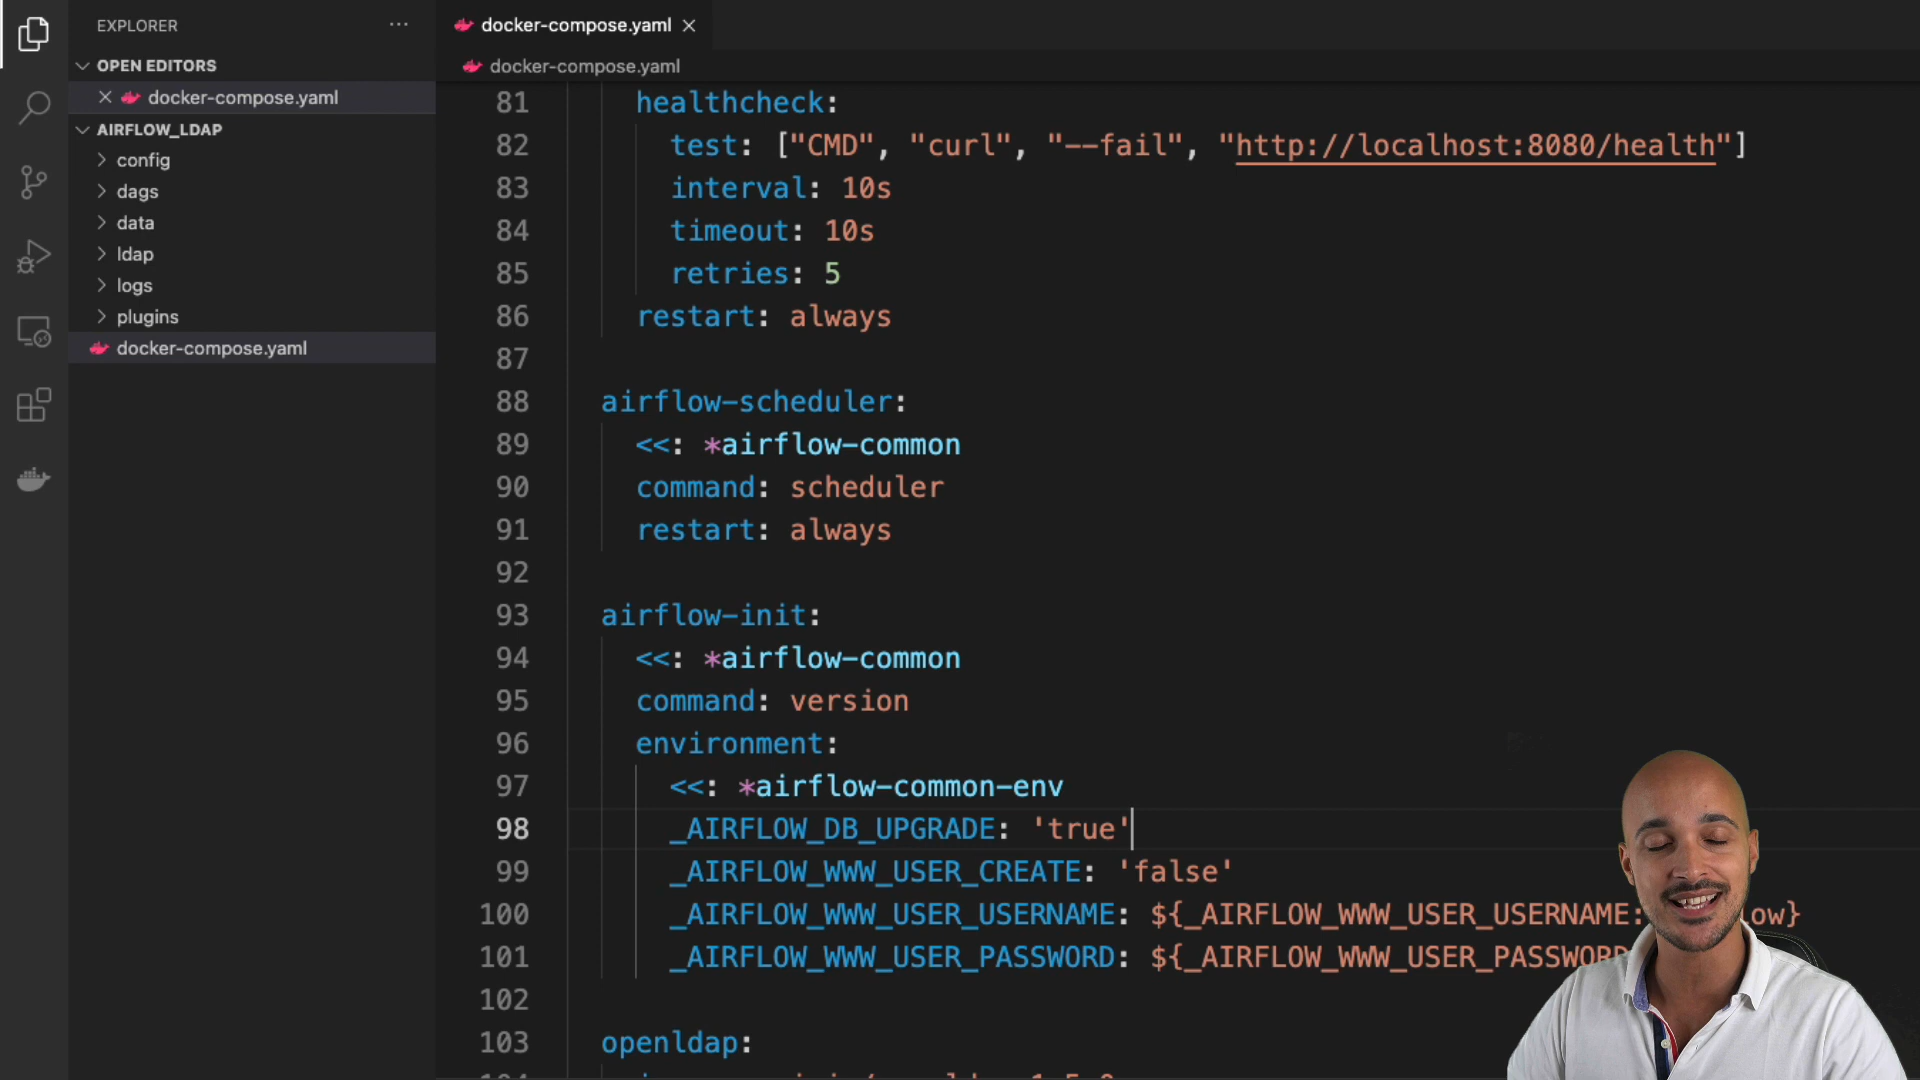 EXPLORER
OPEN EDITORS
docker-compose.yaml
AIRFLOW_LDAP
config
dags
data
ldap
logs
plugins
docker-compose.yaml
docker-compose.yaml
docker-compose.yaml
81 healthcheck:
82 test: ["CMD", "curl", "--fail", "http://localhost:8080/health"]
83 interval: 10s
84 timeout: 10s
85 retries: 5
86 restart: always
87
88 airflow-scheduler:
89 <<: *airflow-common
90 command: scheduler
91 restart: always
92
93 airflow-init:
94 <<: *airflow-common
95 command: version
96 environment:
97 <<: *airflow-common-env
98 _AIRFLOW_DB_UPGRADE: 'true'
99 _AIRFLOW_WWW_USER_CREATE: 'false'
100 _AIRFLOW_WWW_USER_USERNAME: ${_AIRFLOW_WWW_USER_USERNAME:
101 _AIRFLOW_WWW_USER_PASSWORD: ${_AIRFLOW_WWW_USER_PASSWORD
102
103 openldap: